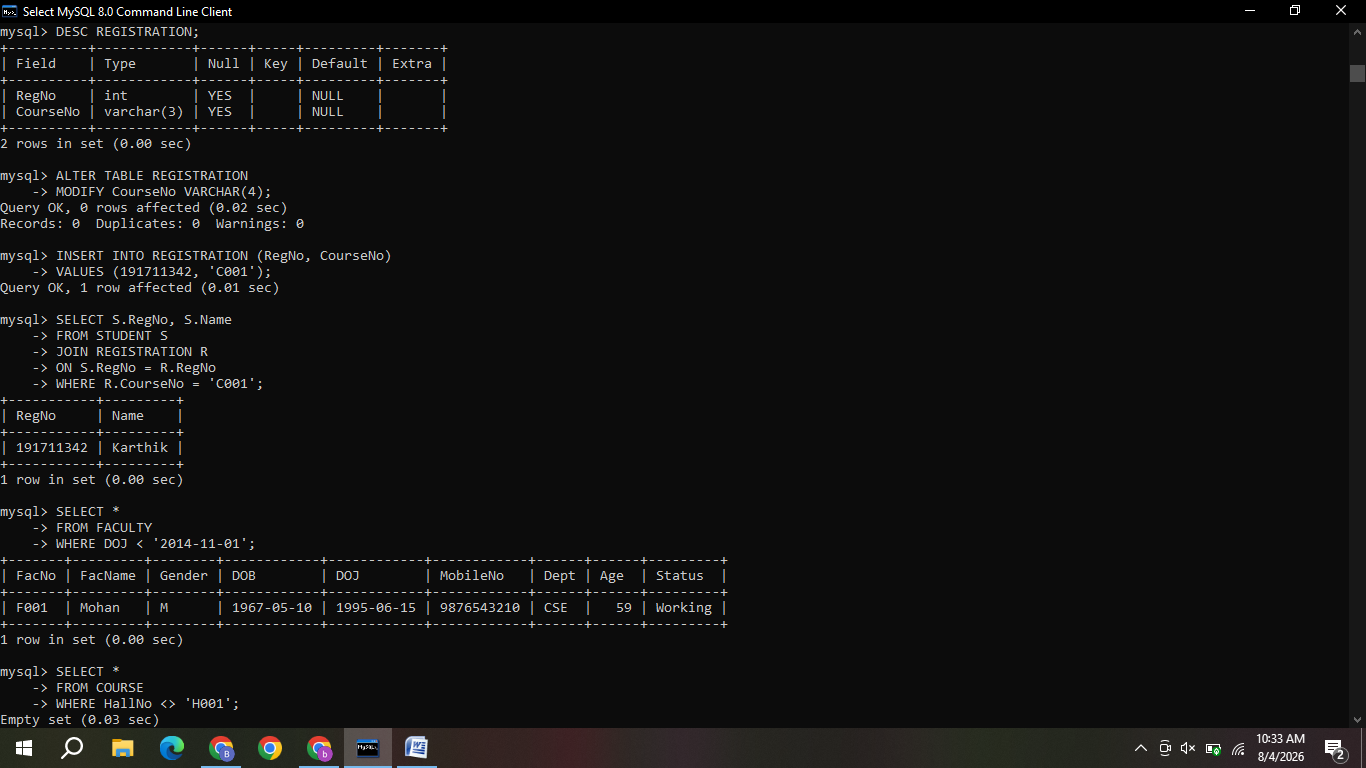 Select MySQL 8.0 Command Line Client
mysql> DESC REGISTRATION;
+----------+------------+------+-----+---------+-------+
| Field    | Type       | Null | Key | Default | Extra |
+----------+------------+------+-----+---------+-------+
| RegNo    | int        | YES  |     | NULL    |       |
| CourseNo | varchar(3) | YES  |     | NULL    |       |
+----------+------------+------+-----+---------+-------+
2 rows in set (0.00 sec)

mysql> ALTER TABLE REGISTRATION
    -> MODIFY CourseNo VARCHAR(4);
Query OK, 0 rows affected (0.02 sec)
Records: 0  Duplicates: 0  Warnings: 0

mysql> INSERT INTO REGISTRATION (RegNo, CourseNo)
    -> VALUES (191711342, 'C001');
Query OK, 1 row affected (0.01 sec)

mysql> SELECT S.RegNo, S.Name
    -> FROM STUDENT S
    -> JOIN REGISTRATION R
    -> ON S.RegNo = R.RegNo
    -> WHERE R.CourseNo = 'C001';
+-----------+---------+
| RegNo     | Name    |
+-----------+---------+
| 191711342 | Karthik |
+-----------+---------+
1 row in set (0.00 sec)

mysql> SELECT *
    -> FROM FACULTY
    -> WHERE DOJ < '2014-11-01';
+-------+---------+--------+------------+------------+------------+------+------+---------+
| FacNo | FacName | Gender | DOB        | DOJ        | MobileNo   | Dept | Age  | Status  |
+-------+---------+--------+------------+------------+------------+------+------+---------+
| F001  | Mohan   | M      | 1967-05-10 | 1995-06-15 | 9876543210 | CSE  |   59 | Working |
+-------+---------+--------+------------+------------+------------+------+------+---------+
1 row in set (0.00 sec)

mysql> SELECT *
    -> FROM COURSE
    -> WHERE HallNo <> 'H001';
Empty set (0.03 sec)
B
b
MySQL
W
10:33 AM
8/4/2026
2